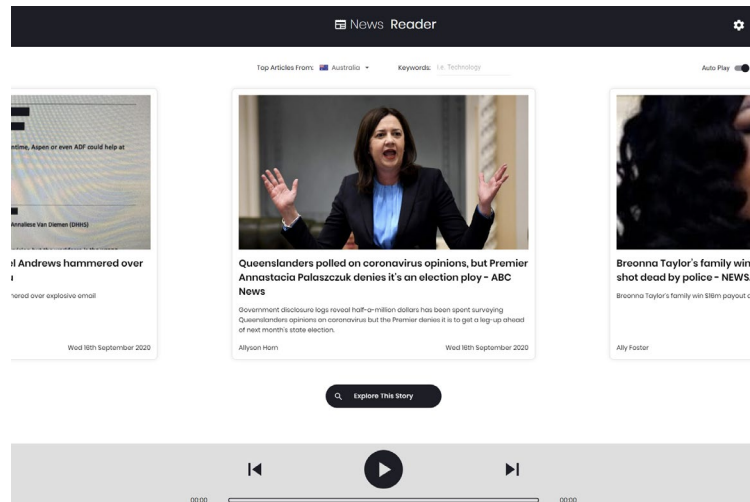 News Reader
Top Articles From: Australia
Keywords: i.e. Technology
Auto Play
ntime, Aspen or even ADF could help at
Annaliese Van Diemen (DHHS)
el Andrews hammered over
nered over explosive email
Wed 16th September 2020
Queenslanders polled on coronavirus opinions, but Premier
Annastacia Palaszczuk denies it's an election ploy - ABC
News
Government disclosure logs reveal half-a-million dollars has been spent surveying
Queenslanders opinions on coronavirus but the Premier denies it is to get a leg-up ahead
of next month's state election.
Allyson Horn
Wed 16th September 2020
Breonna Taylor's family win
shot dead by police - NEWS.
Breonna Taylor's family win $16m payout o
Ally Foster
Explore This Story
00:00
00:00